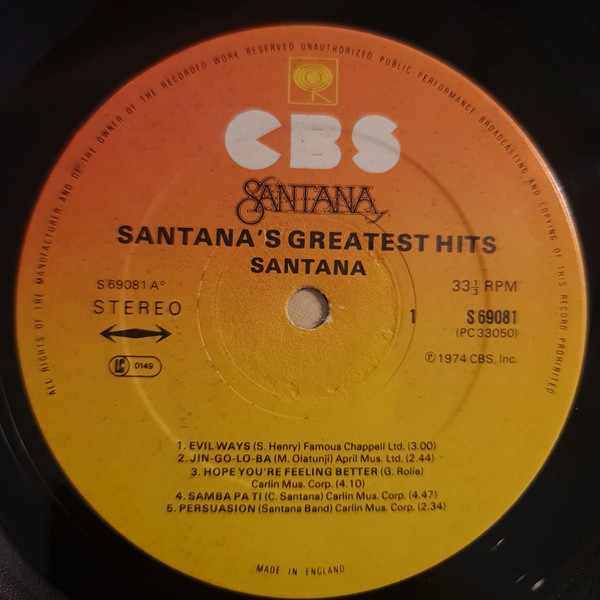 ALL RIGHTS OF THE MANUFACTURER AND OF THE OWNER OF THE RECORDED WORK RESERVED UNAUTHORIZED PUBLIC PERFORMANCE BROADCASTING AND COPYING OF THIS RECORD PROHIBITED
CBS
SANTANA
SANTANA'S GREATEST HITS
SANTANA
S 69081 A°
33⅓ RPM
STEREO
1
S 69081
(PC 33050)
LC 0149
℗ 1974 CBS, Inc.
1. EVIL WAYS (S. Henry) Famous Chappell Ltd. (3.00)
2. JIN-GO-LO-BA (M. Olatunji) April Mus. Ltd. (2.44)
3. HOPE YOU'RE FEELING BETTER (G. Rolie)
Carlin Mus. Corp. (4.10)
4. SAMBA PA TI (C. Santana) Carlin Mus. Corp. (4.47)
5. PERSUASION (Santana Band) Carlin Mus. Corp. (2.34)
MADE IN ENGLAND